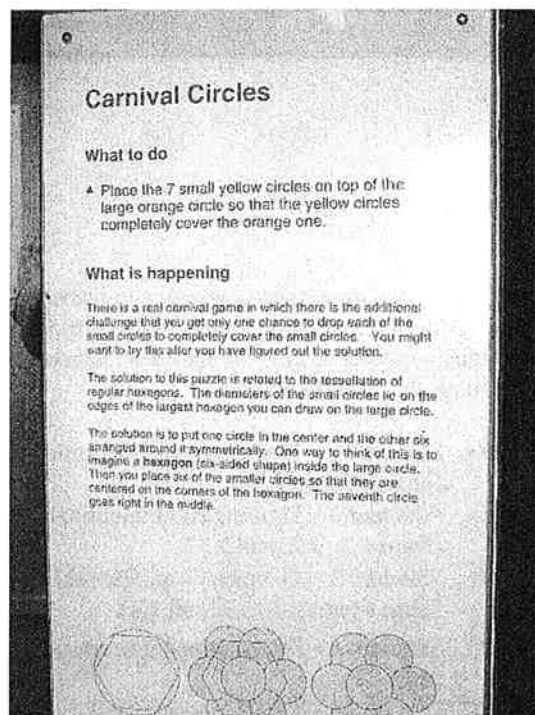 Carnival Circles
What to do
▲ Place the 7 small yellow circles on top of the
large orange circle so that the yellow circles
completely cover the orange one.
What is happening
There is a real carnival game in which there is the additional
challenge that you get only one chance to drop each of the
small circles to completely cover the small circles. You might
want to try this after you have figured out the solution.
The solution to this puzzle is related to the tessellation of
regular hexagons. The diameters of the small circles lie on the
edges of the largest hexagon you can draw on the large circle.
The solution is to put one circle in the center and the other six
arranged around it symmetrically. One way to think of this is to
imagine a hexagon (six-sided shape) inside the large circle.
Then you place six of the smaller circles so that they are
centered on the corners of the hexagon. The seventh circle
goes right in the middle.